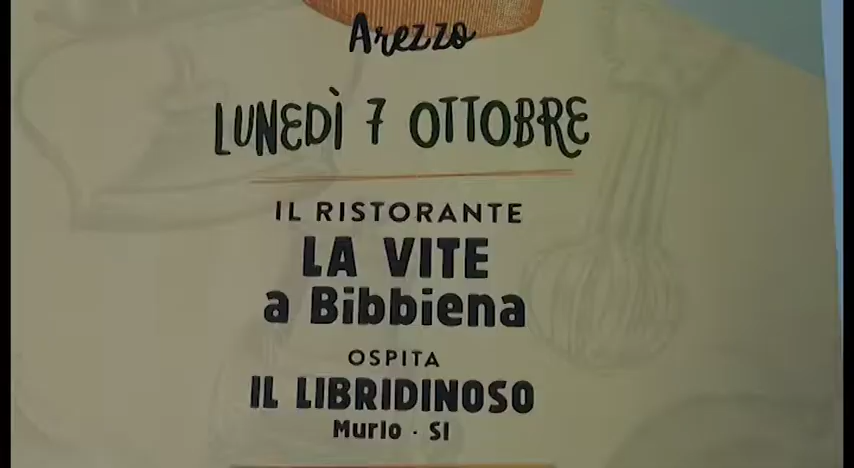 Arezzo
LUNEDÌ 7 OTTOBRE
IL RISTORANTE
LA VITE
a Bibbiena
OSPITA
IL LIBRIDINOSO
Murlo · SI